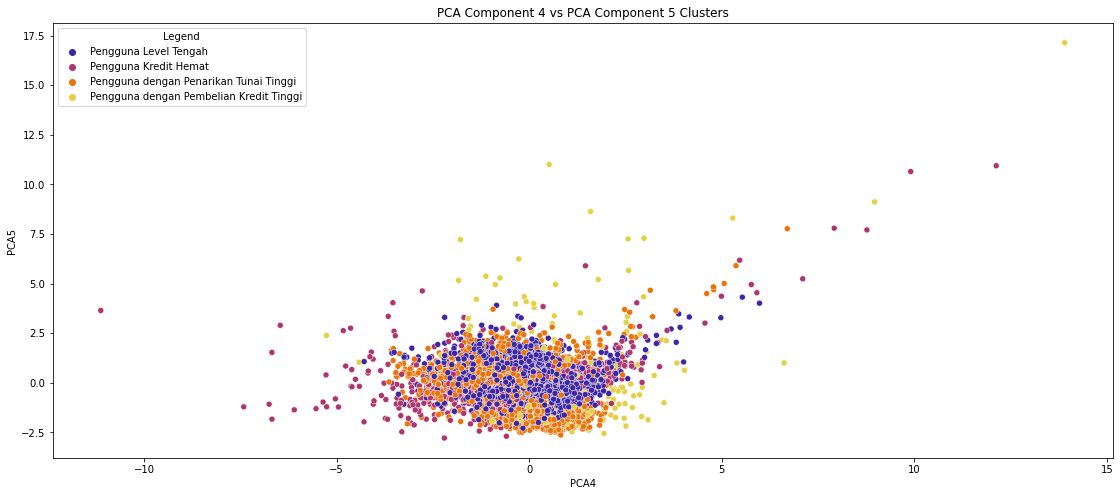 PCA Component 4 vs PCA Component 5 Clusters
Legend
Pengguna Level Tengah
Pengguna Kredit Hemat
Pengguna dengan Penarikan Tunai Tinggi
Pengguna dengan Pembelian Kredit Tinggi
17.5
15.0
12.5
10.0
7.5
5.0
2.5
0.0
−2.5
PCA5
−10
−5
0
5
10
15
PCA4